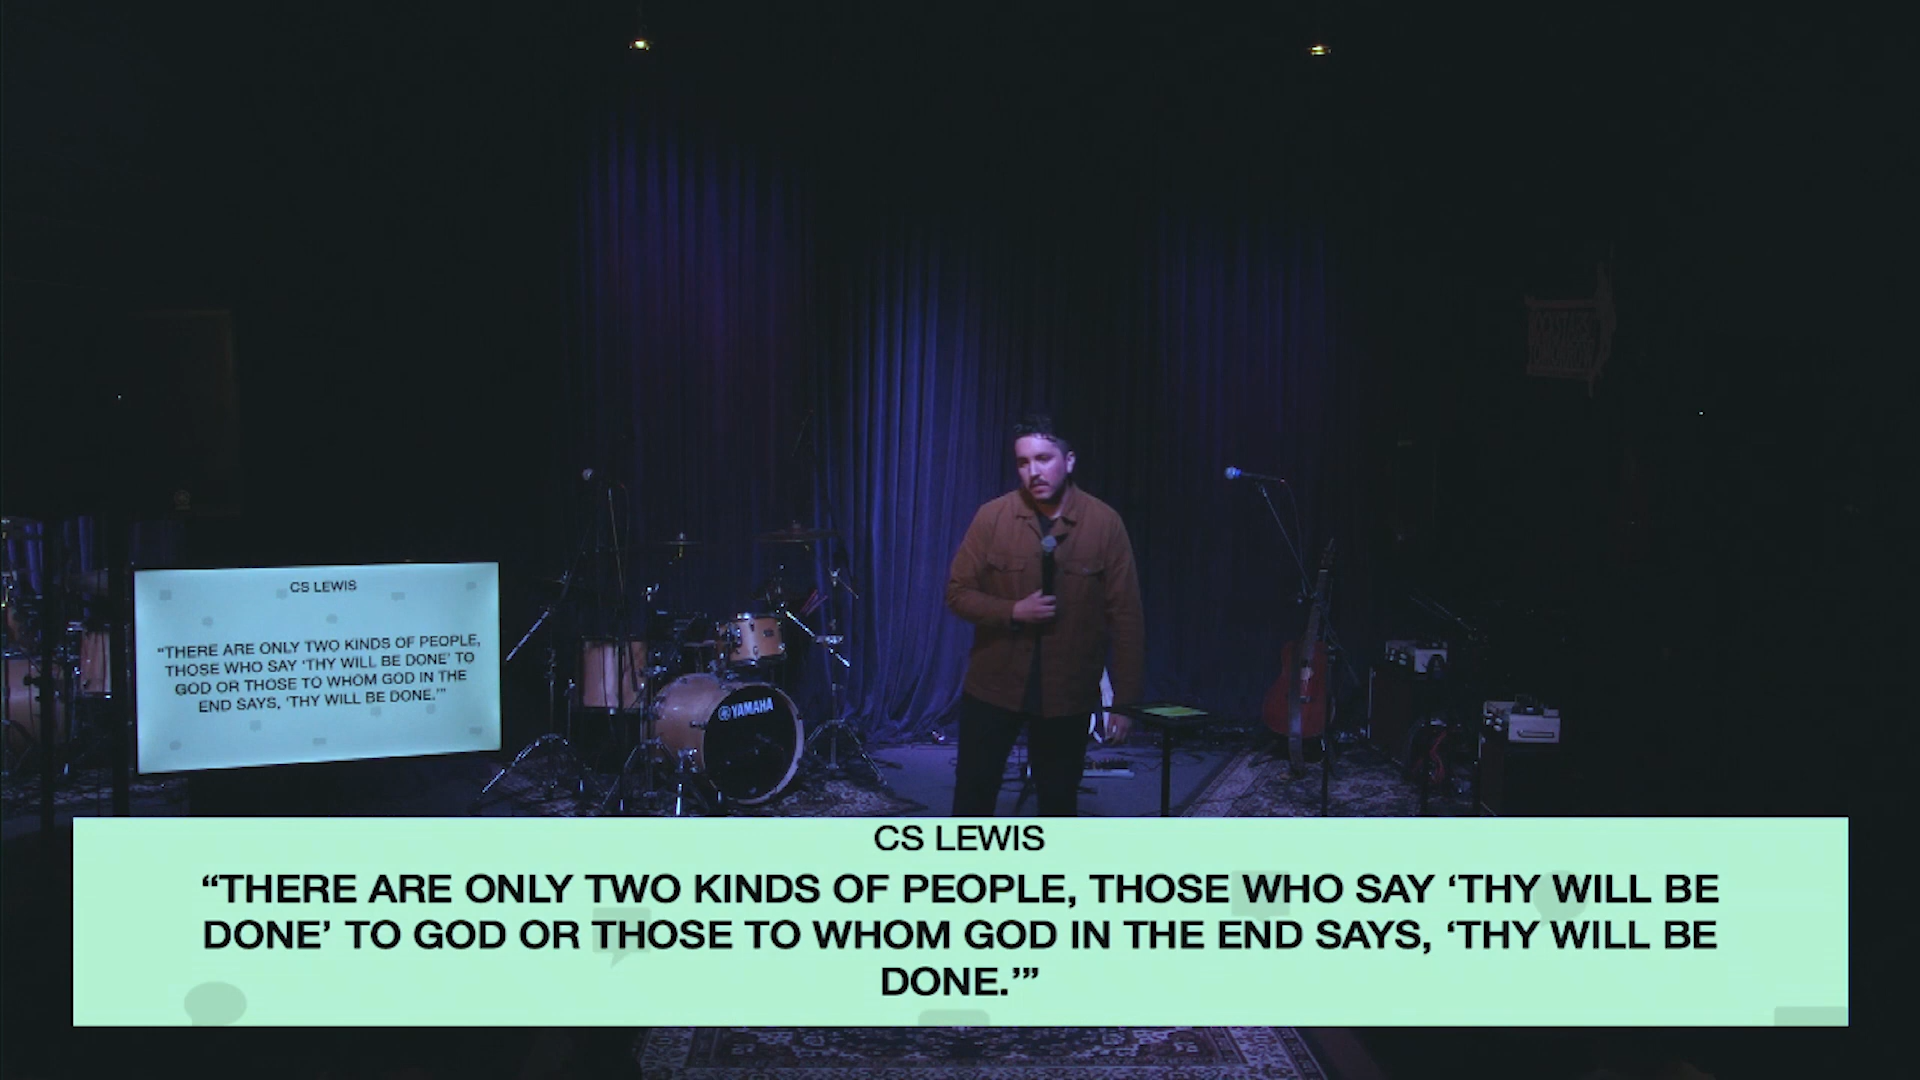 CS LEWIS
“THERE ARE ONLY TWO KINDS OF PEOPLE,
THOSE WHO SAY ‘THY WILL BE DONE’ TO
GOD OR THOSE TO WHOM GOD IN THE
END SAYS, ‘THY WILL BE DONE.’”
YAMAHA
CS LEWIS
“THERE ARE ONLY TWO KINDS OF PEOPLE, THOSE WHO SAY ‘THY WILL BE
DONE’ TO GOD OR THOSE TO WHOM GOD IN THE END SAYS, ‘THY WILL BE
DONE.’”